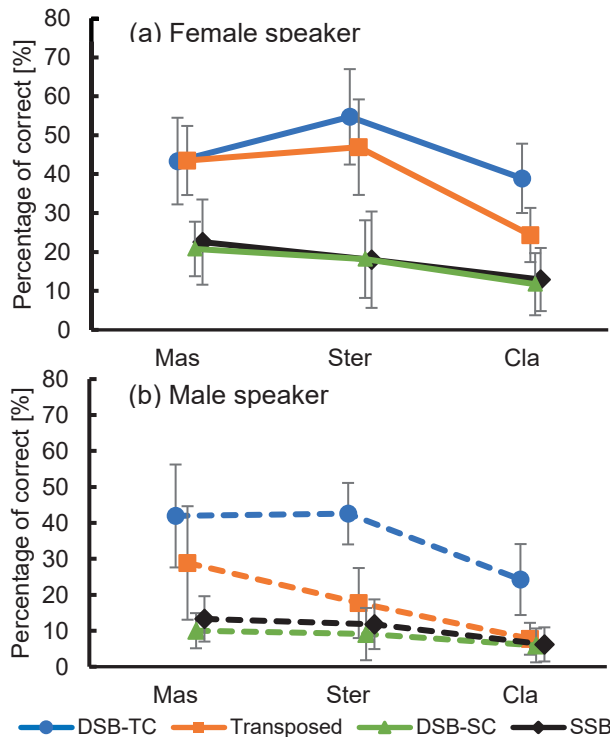 (a) Female speaker
Percentage of correct [%]
80
70
60
50
40
30
20
10
0
Mas Ster Cla
(b) Male speaker
Percentage of correct [%]
80
70
60
50
40
30
20
10
0
Mas Ster Cla
DSB-TC Transposed DSB-SC SSB